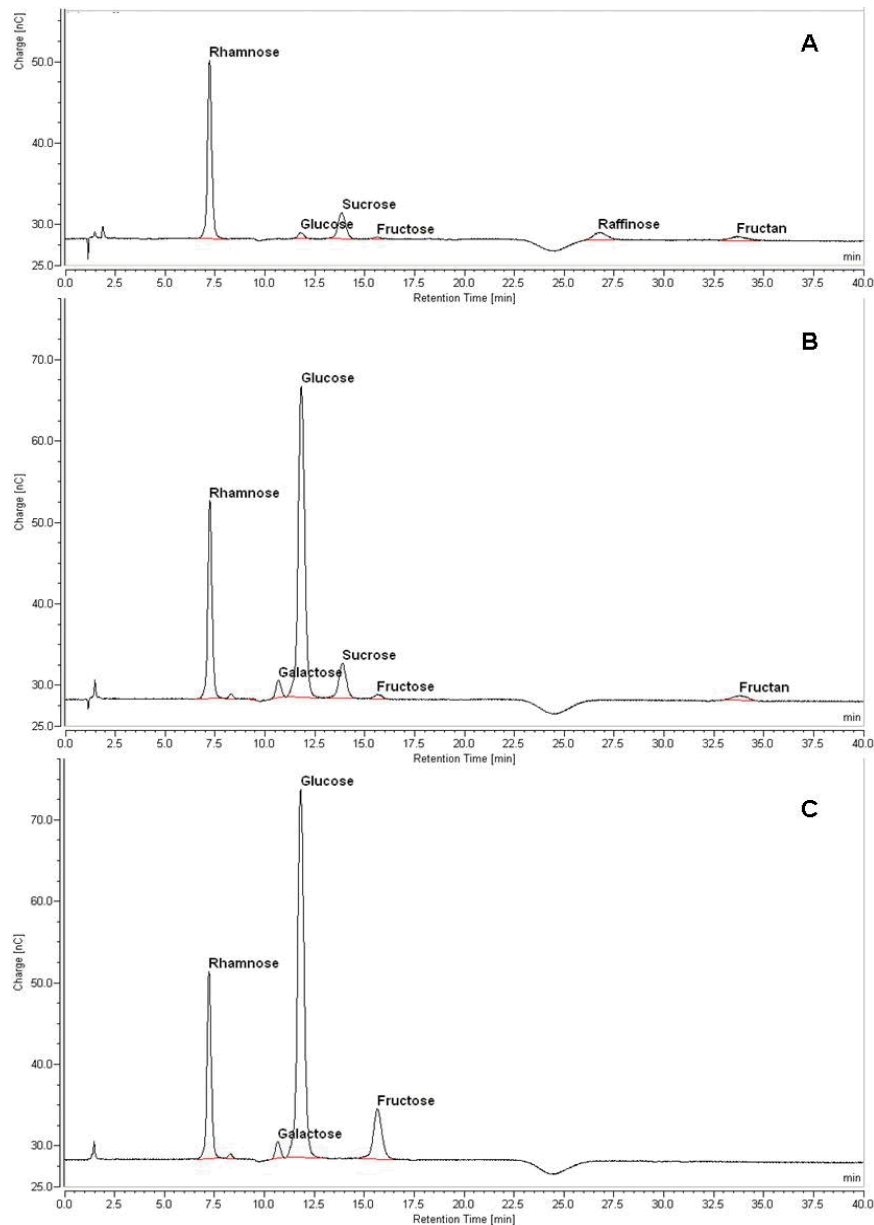 A
Charge [nC]
50.0
40.0
30.0
25.0
Rhamnose
Glucose
Sucrose
Fructose
Raffinose
Fructan
min
0.0 2.5 5.0 7.5 10.0 12.5 15.0 17.5 20.0 22.5 25.0 27.5 30.0 32.5 35.0 37.5 40.0
Retention Time [min]
B
Charge [nC]
70.0
60.0
50.0
40.0
30.0
25.0
Rhamnose
Galactose
Glucose
Sucrose
Fructose
Fructan
min
0.0 2.5 5.0 7.5 10.0 12.5 15.0 17.5 20.0 22.5 25.0 27.5 30.0 32.5 35.0 37.5 40.0
Retention Time [min]
C
Charge [nC]
70.0
60.0
50.0
40.0
30.0
25.0
Rhamnose
Galactose
Glucose
Fructose
min
0.0 2.5 5.0 7.5 10.0 12.5 15.0 17.5 20.0 22.5 25.0 27.5 30.0 32.5 35.0 37.5 40.0
Retention Time [min]